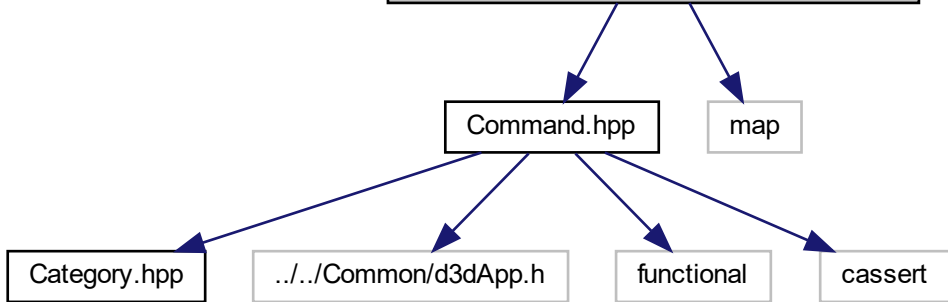 Command.hpp
map
Category.hpp
../../Common/d3dApp.h
functional
cassert